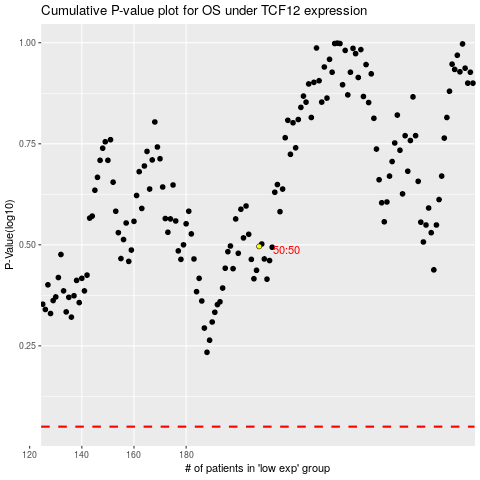 Cumulative P-value plot for OS under TCF12 expression
P-Value(log10)
1.00
0.75
0.50
0.25
50:50
120 140 160 180
# of patients in 'low exp' group